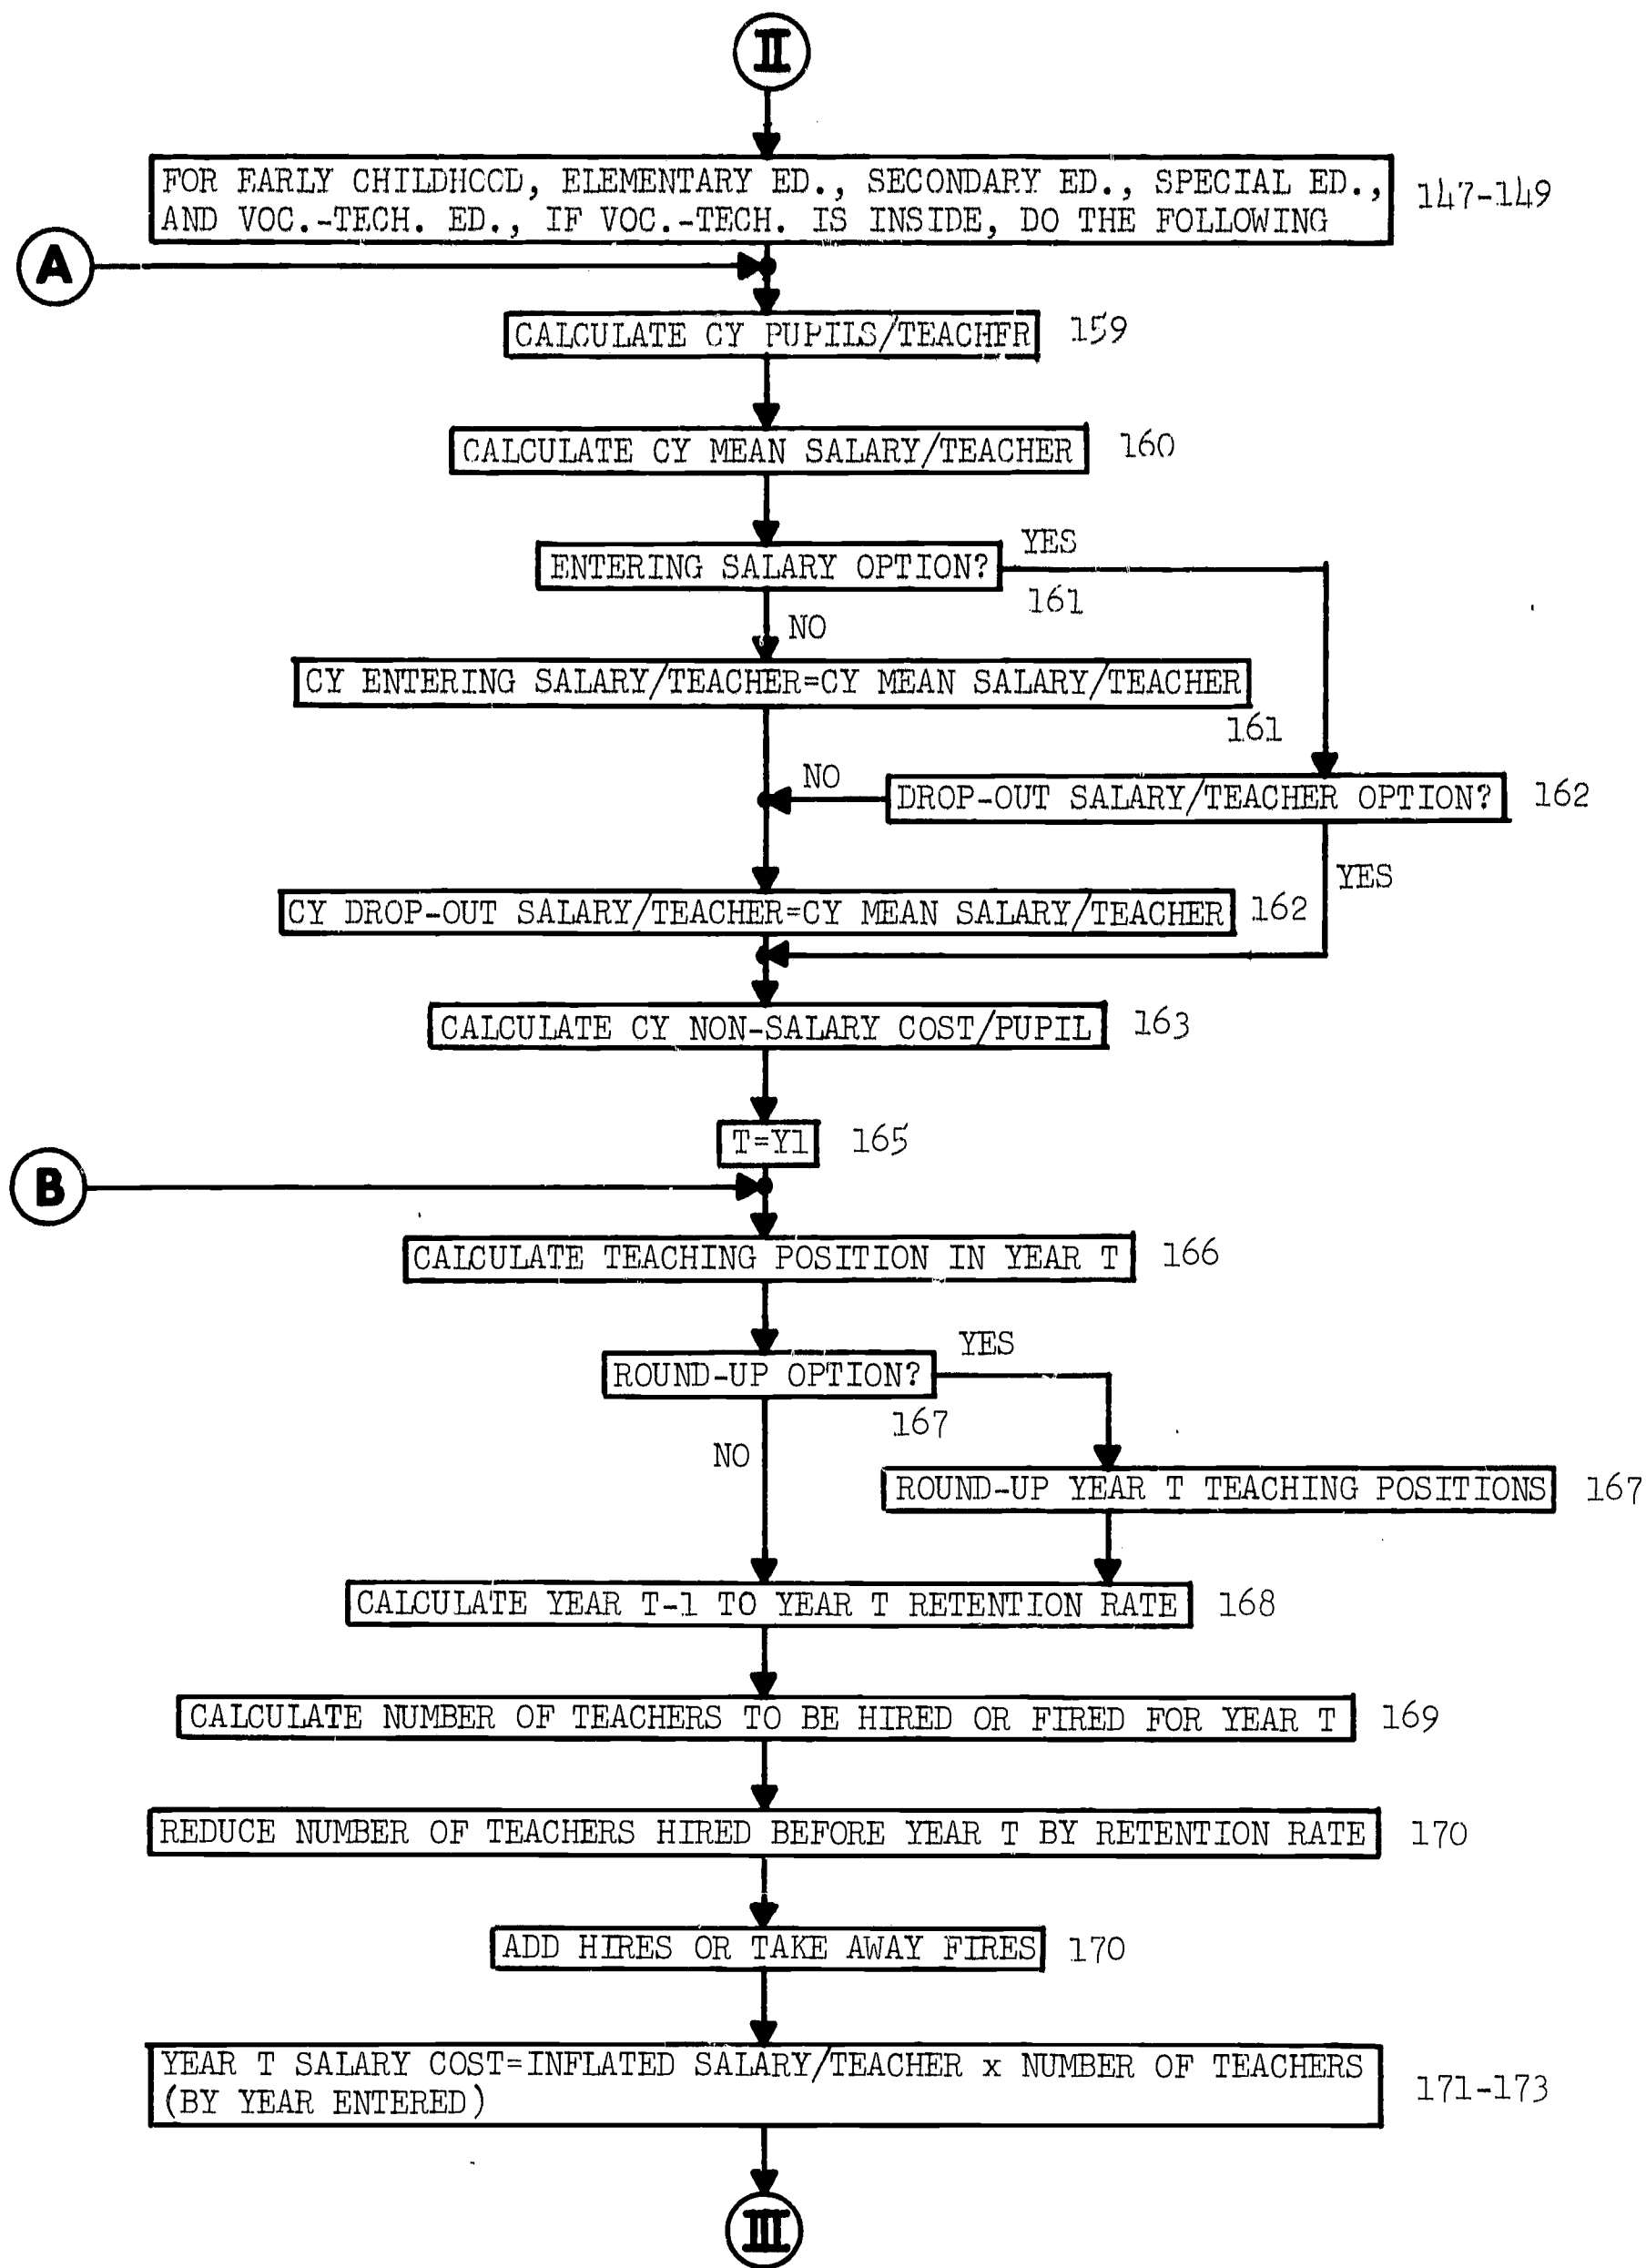 II
FOR EARLY CHILDHCCD, ELEMENTARY ED., SECONDARY ED., SPECIAL ED.,
AND VOC.-TECH. ED., IF VOC.-TECH. IS INSIDE, DO THE FOLLOWING
147-149
A
CALCULATE CY PUPILS/TEACHER
159
CALCULATE CY MEAN SALARY/TEACHER
160
ENTERING SALARY OPTION?
YES
161
NO
CY ENTERING SALARY/TEACHER=CY MEAN SALARY/TEACHER
161
NO
DROP-OUT SALARY/TEACHER OPTION?
162
YES
CY DROP-OUT SALARY/TEACHER=CY MEAN SALARY/TEACHER
162
CALCULATE CY NON-SALARY COST/PUPIL
163
T=Y1
165
B
CALCULATE TEACHING POSITION IN YEAR T
166
ROUND-UP OPTION?
YES
167
NO
ROUND-UP YEAR T TEACHING POSITIONS
167
CALCULATE YEAR T-1 TO YEAR T RETENTION RATE
168
CALCULATE NUMBER OF TEACHERS TO BE HIRED OR FIRED FOR YEAR T
169
REDUCE NUMBER OF TEACHERS HIRED BEFORE YEAR T BY RETENTION RATE
170
ADD HIRES OR TAKE AWAY FIRES
170
YEAR T SALARY COST=INFLATED SALARY/TEACHER x NUMBER OF TEACHERS
(BY YEAR ENTERED)
171-173
III